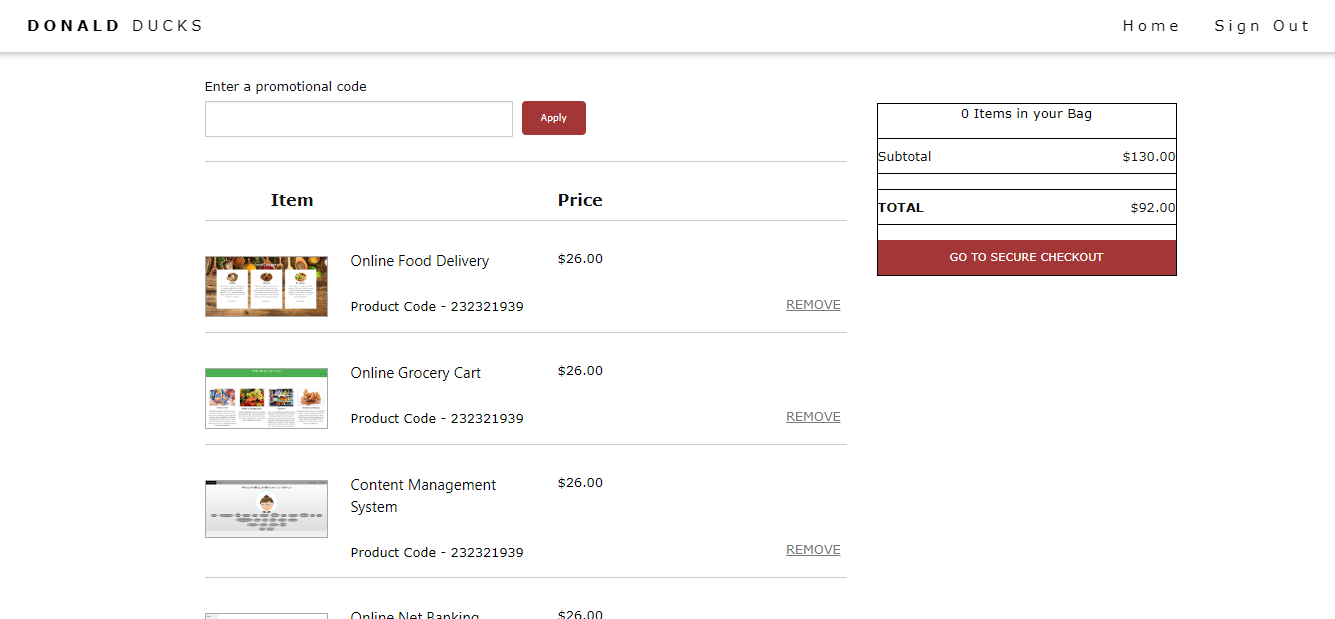 DONALD DUCKS
Home
Sign Out
Enter a promotional code
Apply
Item
Price
Online Food Delivery
$26.00
Product Code - 232321939
REMOVE
Online Grocery Cart
$26.00
Product Code - 232321939
REMOVE
Content Management
System
$26.00
Product Code - 232321939
REMOVE
Online Net Banking
$26.00
0 Items in your Bag
Subtotal
$130.00
TOTAL
$92.00
GO TO SECURE CHECKOUT